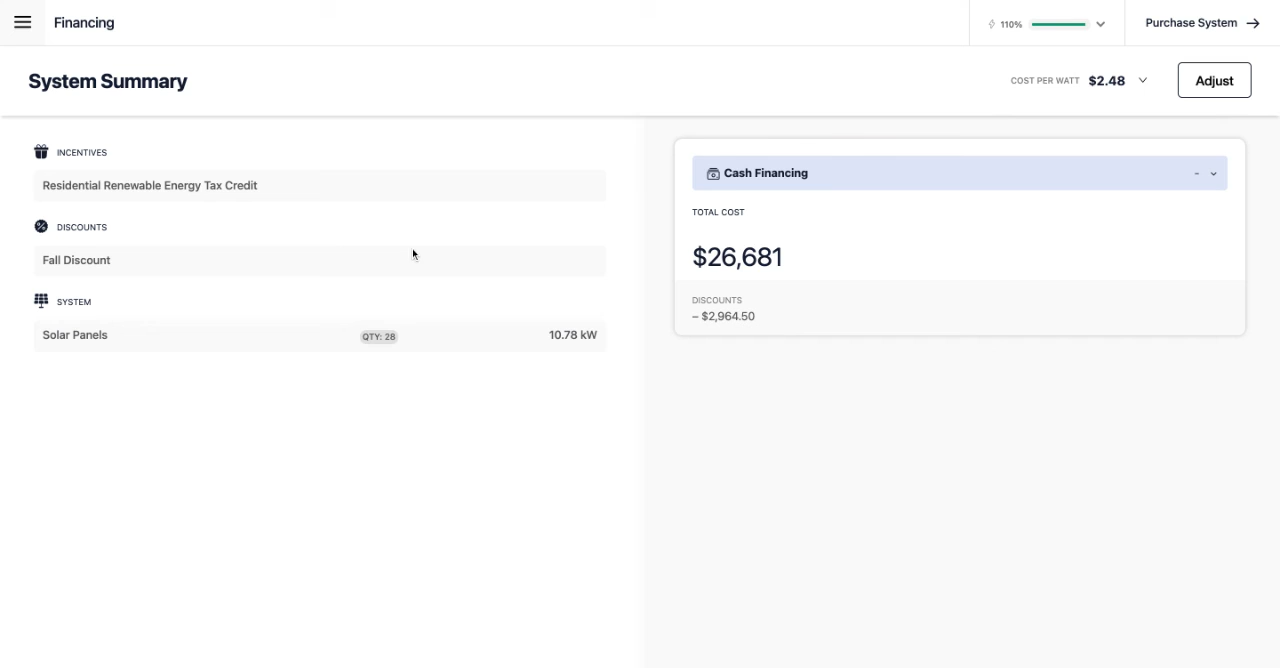 Financing
110%
Purchase System
System Summary
COST PER WATT $2.48
Adjust
INCENTIVES
Residential Renewable Energy Tax Credit
DISCOUNTS
Fall Discount
SYSTEM
Solar Panels QTY: 28 10.78 kW
Cash Financing -
TOTAL COST
$26,681
DISCOUNTS
– $2,964.50